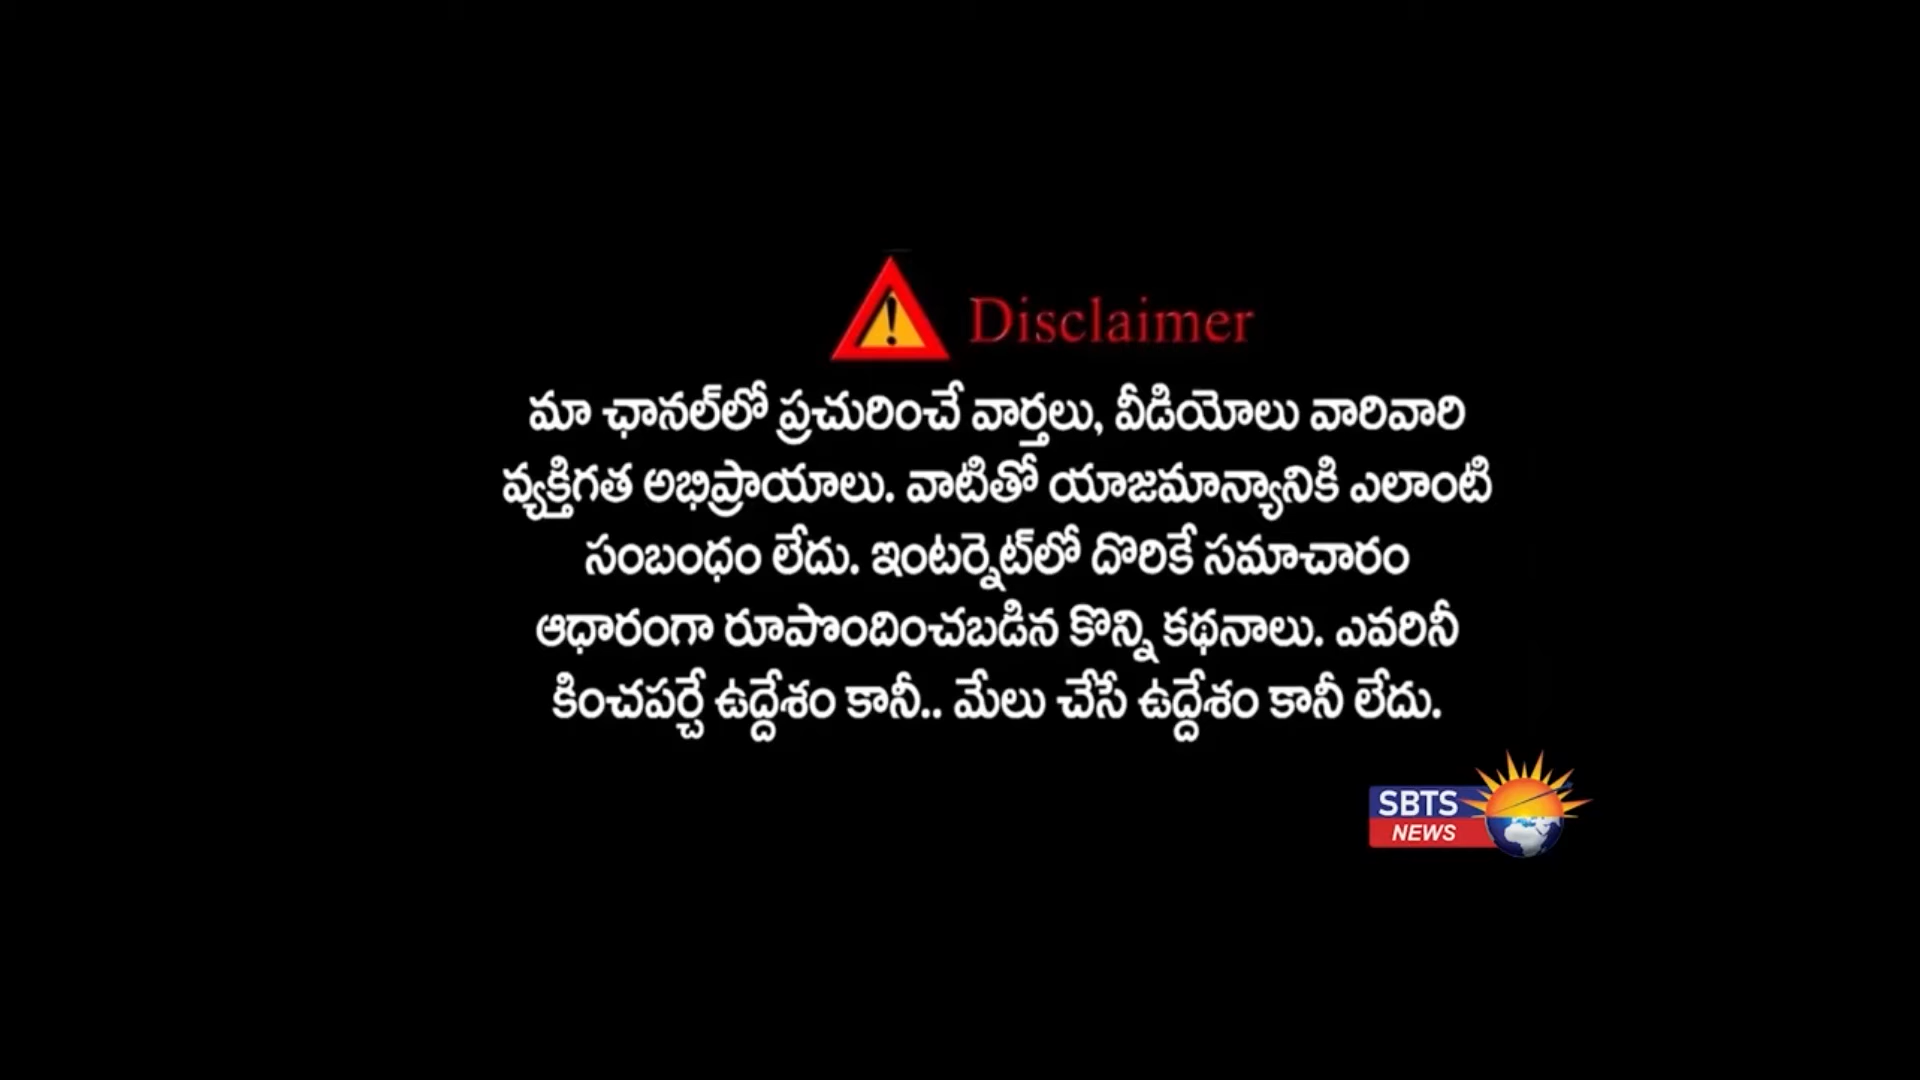 Disclaimer
మా ఛానల్‌లో ప్రచురించే వార్తలు, వీడియోలు వారివారి
వ్యక్తిగత అభిప్రాయాలు. వాటితో యాజమాన్యానికి ఎలాంటి
సంబంధం లేదు. ఇంటర్నెట్‌లో దొరికే సమాచారం
ఆధారంగా రూపొందించబడిన కొన్ని కథనాలు. ఎవరినీ
కించపర్చే ఉద్దేశం కానీ.. మేలు చేసే ఉద్దేశం కానీ లేదు.
SBTS
NEWS